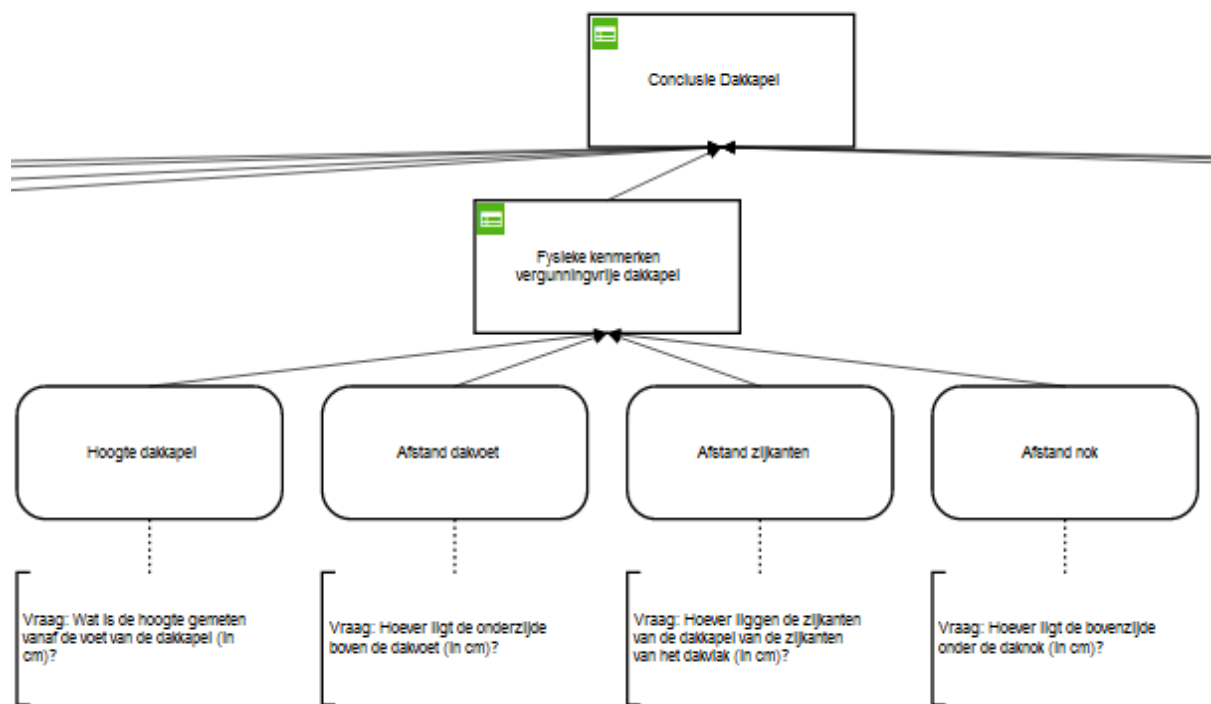 Conclusie Dakkapel
Fysieke kenmerken
vergunningvrije dakkapel
Hoogte dakkapel
Afstand dakvoet
Afstand zijkanten
Afstand nok
Vraag: Wat is de hoogte gemeten
vanaf de voet van de dakkapel (in
cm)?
Vraag: Hoever ligt de onderzijde
boven de dakvoet (in cm)?
Vraag: Hoever liggen de zijkanten
van de dakkapel van de zijkanten
van het dakvlak (in cm)?
Vraag: Hoever ligt de bovenzijde
onder de daknok (in cm)?